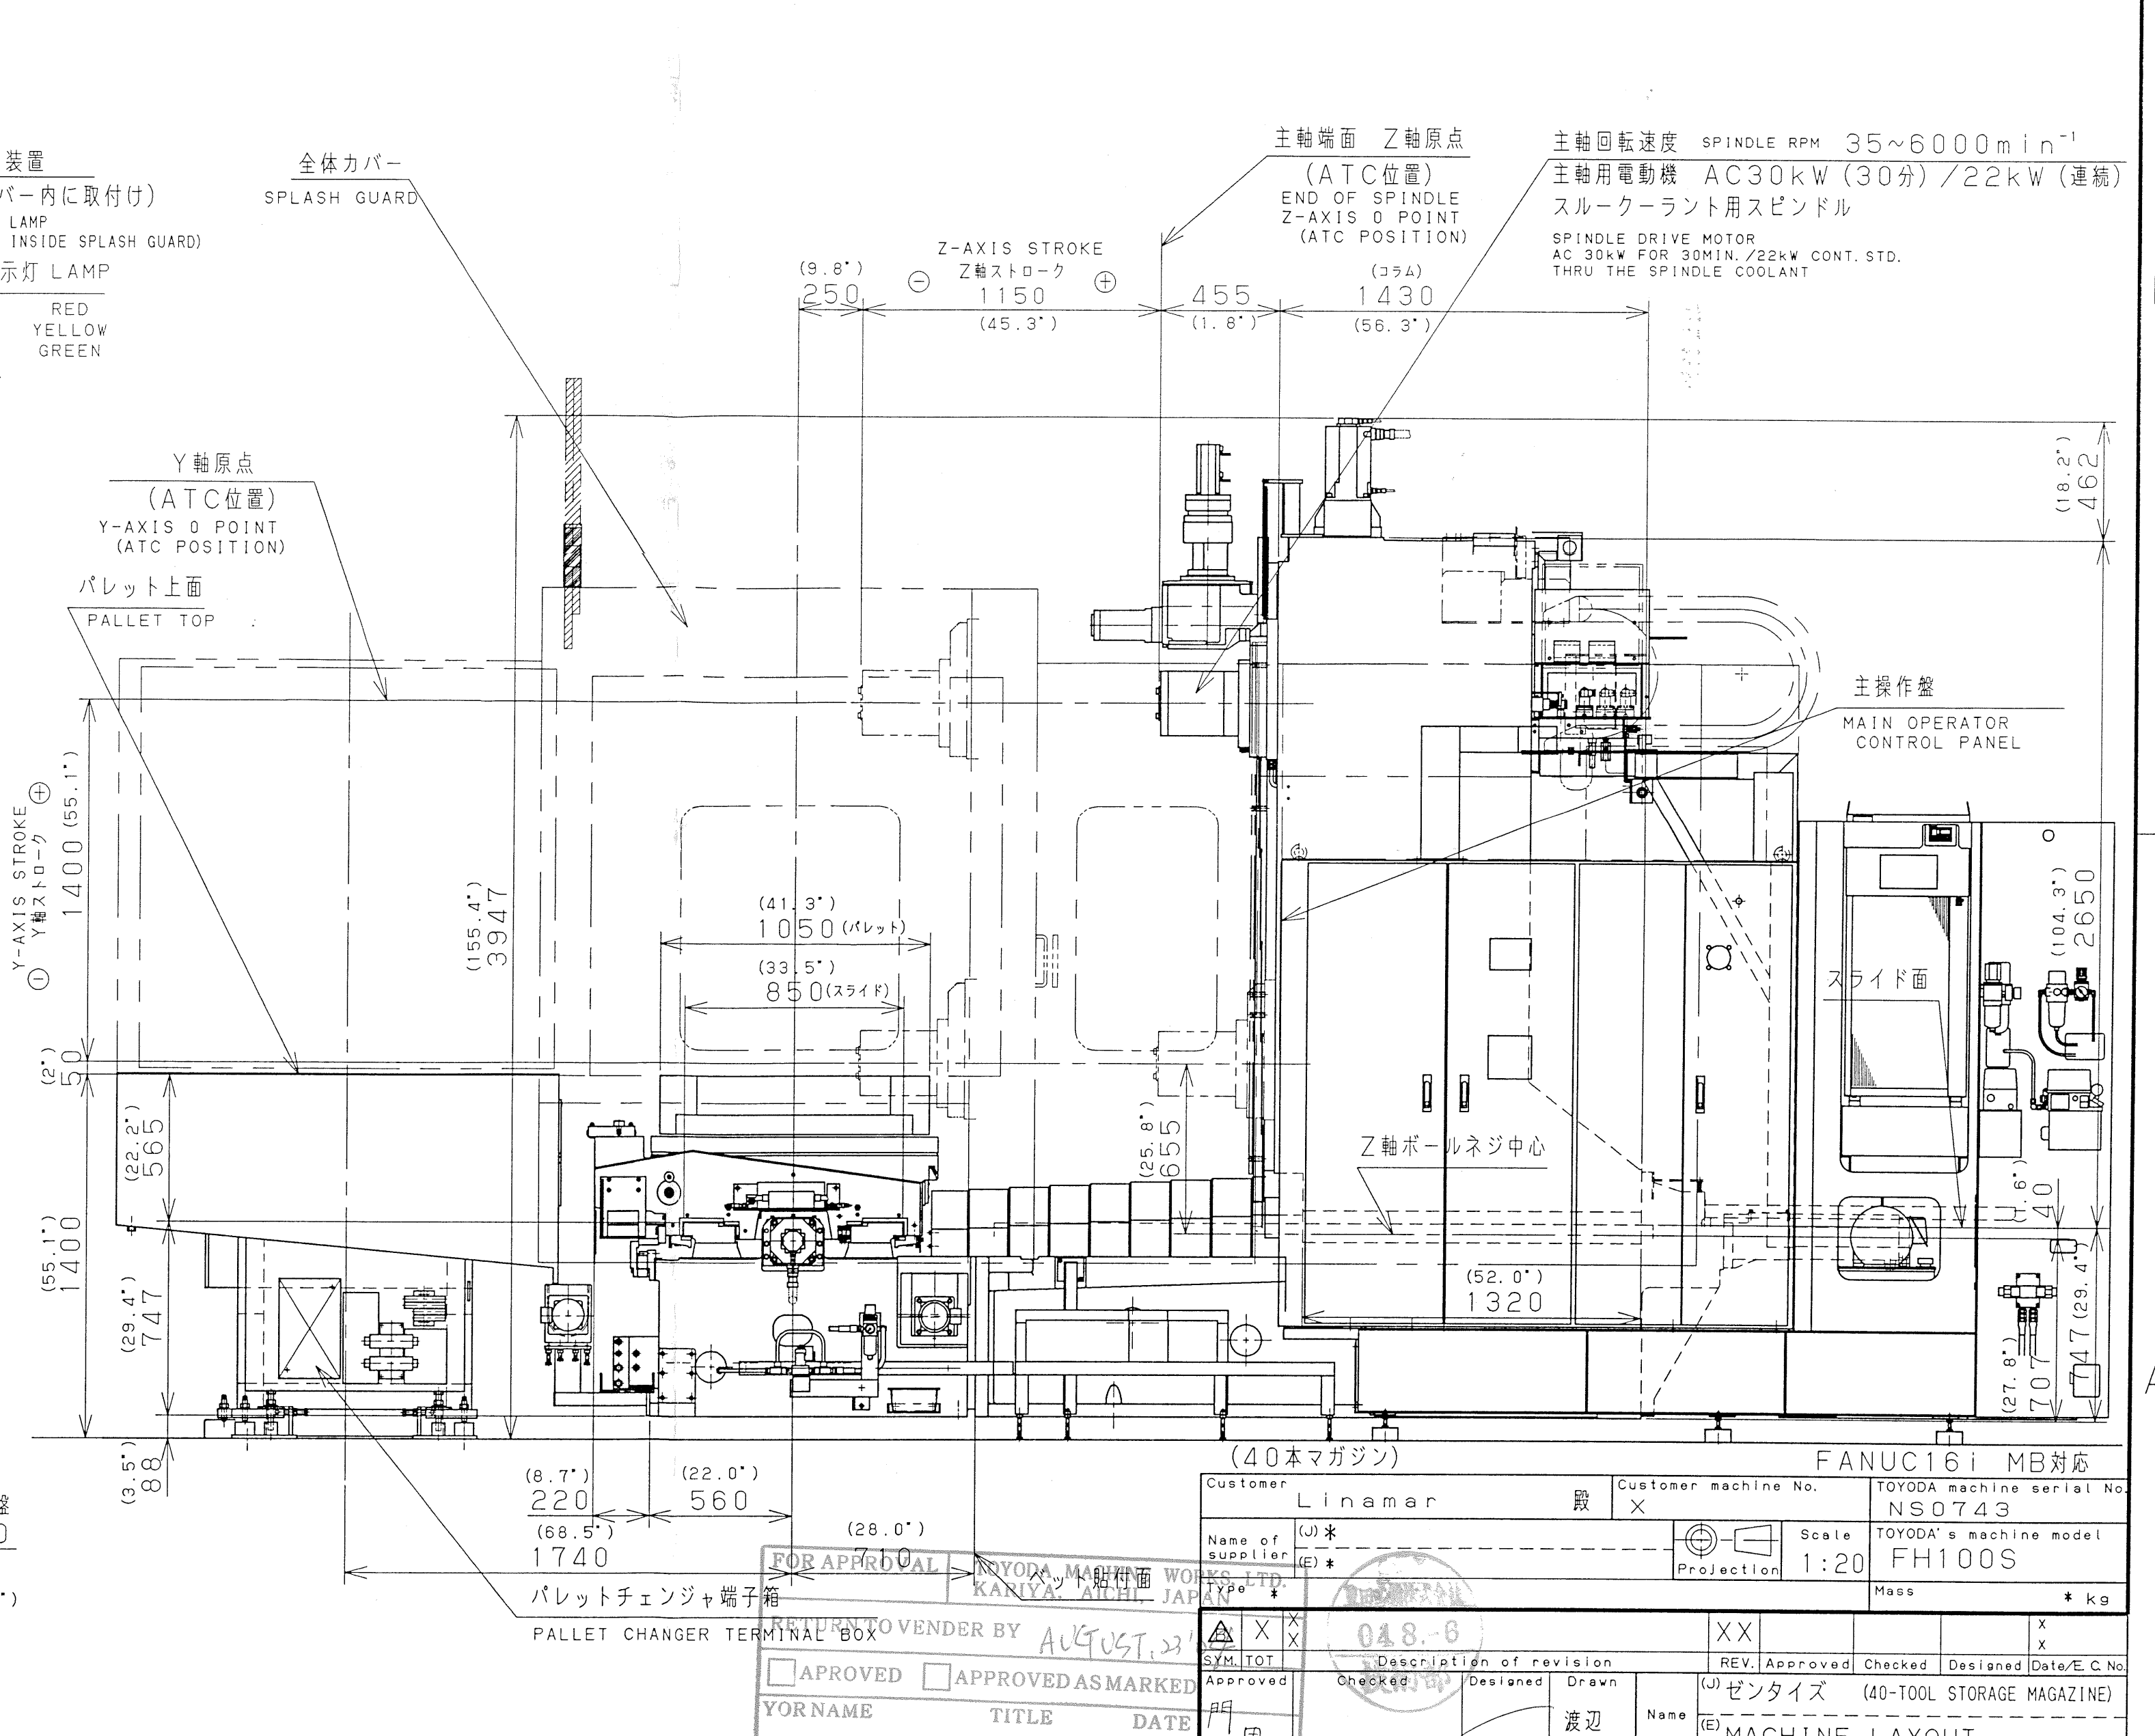 装置
バー内に取付け)
LAMP
INSIDE SPLASH GUARD)
示灯 LAMP
RED
YELLOW
GREEN
全体カバー
SPLASH GUARD
主軸端面 Z軸原点
(ATC位置)
END OF SPINDLE
Z-AXIS 0 POINT
(ATC POSITION)
主軸回転速度 SPINDLE RPM 35~6000min⁻¹
主軸用電動機 AC30kW (30分) /22kW (連続)
スルークーラント用スピンドル
SPINDLE DRIVE MOTOR
AC 30kW FOR 30MIN. /22kW CONT. STD.
THRU THE SPINDLE COOLANT
Z-AXIS STROKE
Z軸ストローク
(9.8")
250
⊖ 1150 ⊕
(45.3")
455
(1.8")
(コラム)
1430
(56.3")
(18.2")
462
Y軸原点
(ATC位置)
Y-AXIS 0 POINT
(ATC POSITION)
パレット上面
PALLET TOP
主操作盤
MAIN OPERATOR
CONTROL PANEL
Y-AXIS STROKE
⊖ Y軸ストローク ⊕
1400 (55.1")
(155.4")
3947
(41.3")
1050 (パレット)
(33.5")
850 (スライド)
(104.3")
2650
スライド面
(2")
50
(22.2")
565
(25.8")
655
Z軸ボールネジ中心
(1.6")
40
(55.1")
1400
(29.4")
747
(52.0")
1320
(27.8")
707
747 (29.4")
(3.5")
88
(8.7")
220
(22.0")
560
(68.5")
1740
(28.0")
710
ベット貼付面
パレットチェンジャ端子箱
PALLET CHANGER TERMINAL BOX
(40本マガジン)
FANUC16i MB対応
Customer
Linamar 殿
Customer machine No.
X
TOYODA machine serial No.
NS0743
Name of supplier
(J) *
(E) *
Projection
Scale
1:20
TOYODA's machine model
FH100S
Type *
Mass
* kg
X
X
X
XX
X
X
SYM. TOT Description of revision REV. Approved Checked Designed Date/E. C. No.
Approved Checked Designed Drawn
渡辺
Name
(J) ゼンタイズ (40-TOOL STORAGE MAGAZINE)
(E) MACHINE LAYOUT
FOR APPROVAL
TOYODA MACHINE WORKS, LTD.
KARIYA, AICHI, JAPAN
RETURN TO VENDER BY AUGUST, 23
APROVED
APPROVED AS MARKED
YOR NAME TITLE DATE
04.8.-6